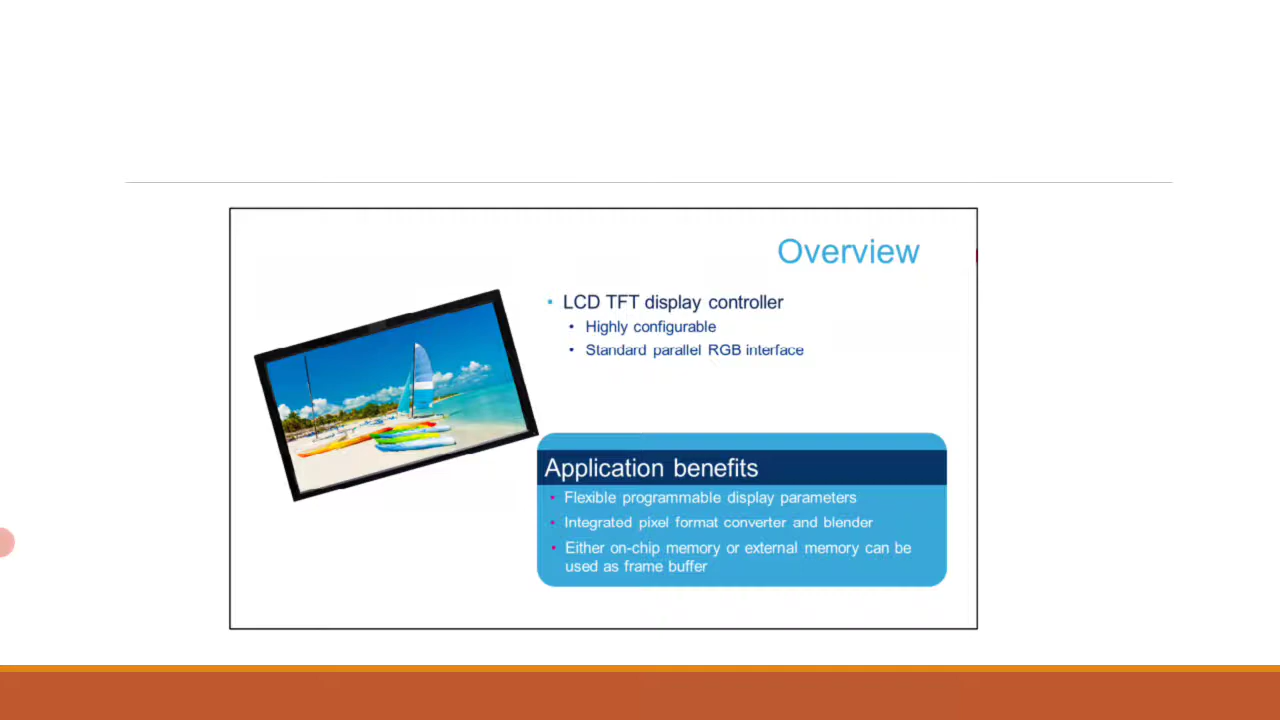 Overview
• LCD TFT display controller
• Highly configurable
• Standard parallel RGB interface
Application benefits
• Flexible programmable display parameters
• Integrated pixel format converter and blender
• Either on-chip memory or external memory can be
used as frame buffer